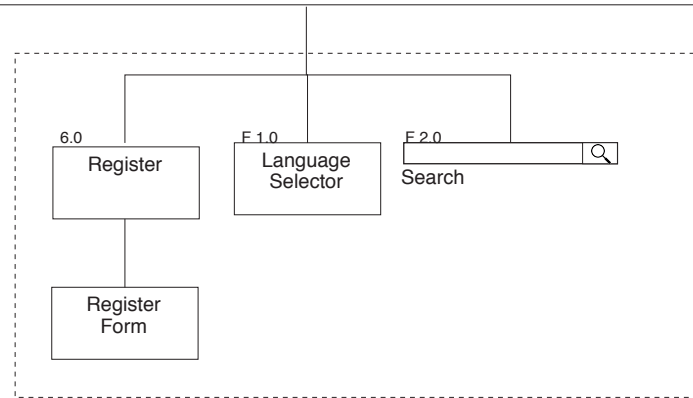 6.0
Register
F 1.0
Language
Selector
F 2.0
Search
Register
Form